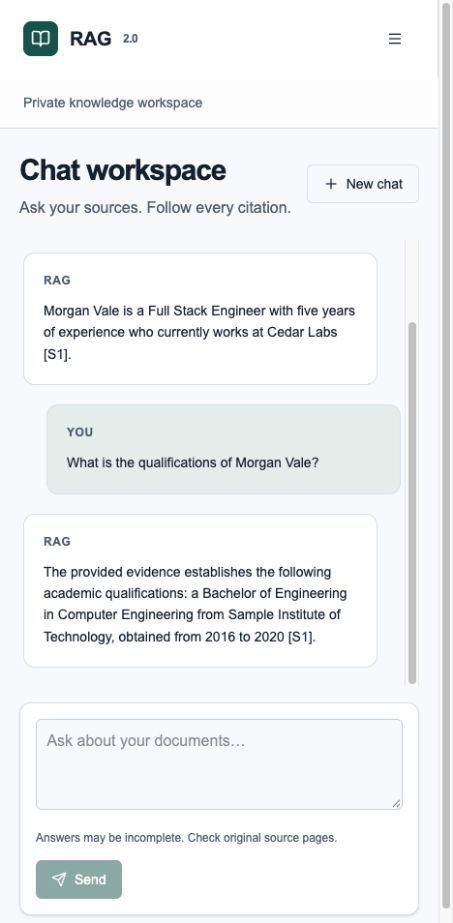 RAG 2.0
Private knowledge workspace
Chat workspace
New chat
Ask your sources. Follow every citation.
RAG
Morgan Vale is a Full Stack Engineer with five years
of experience who currently works at Cedar Labs
[S1].
YOU
What is the qualifications of Morgan Vale?
RAG
The provided evidence establishes the following
academic qualifications: a Bachelor of Engineering
in Computer Engineering from Sample Institute of
Technology, obtained from 2016 to 2020 [S1].
Ask about your documents…
Answers may be incomplete. Check original source pages.
Send